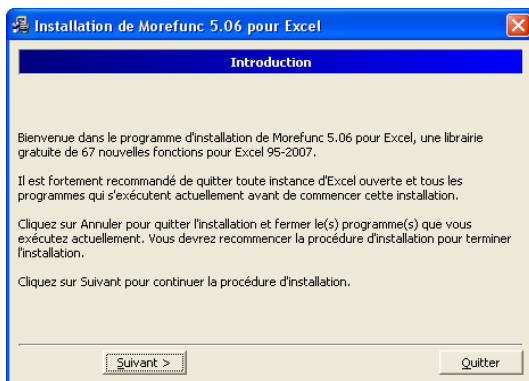 Installation de Morefunc 5.06 pour Excel
Introduction
Bienvenue dans le programme d'installation de Morefunc 5.06 pour Excel, une librairie
gratuite de 67 nouvelles fonctions pour Excel 95-2007.
Il est fortement recommandé de quitter toute instance d'Excel ouverte et tous les
programmes qui s'exécutent actuellement avant de commencer cette installation.
Cliquez sur Annuler pour quitter l'installation et fermer le(s) programme(s) que vous
exécutez actuellement. Vous devrez recommencer la procédure d'installation pour terminer
l'installation.
Cliquez sur Suivant pour continuer la procédure d'installation.
Suivant >
Quitter